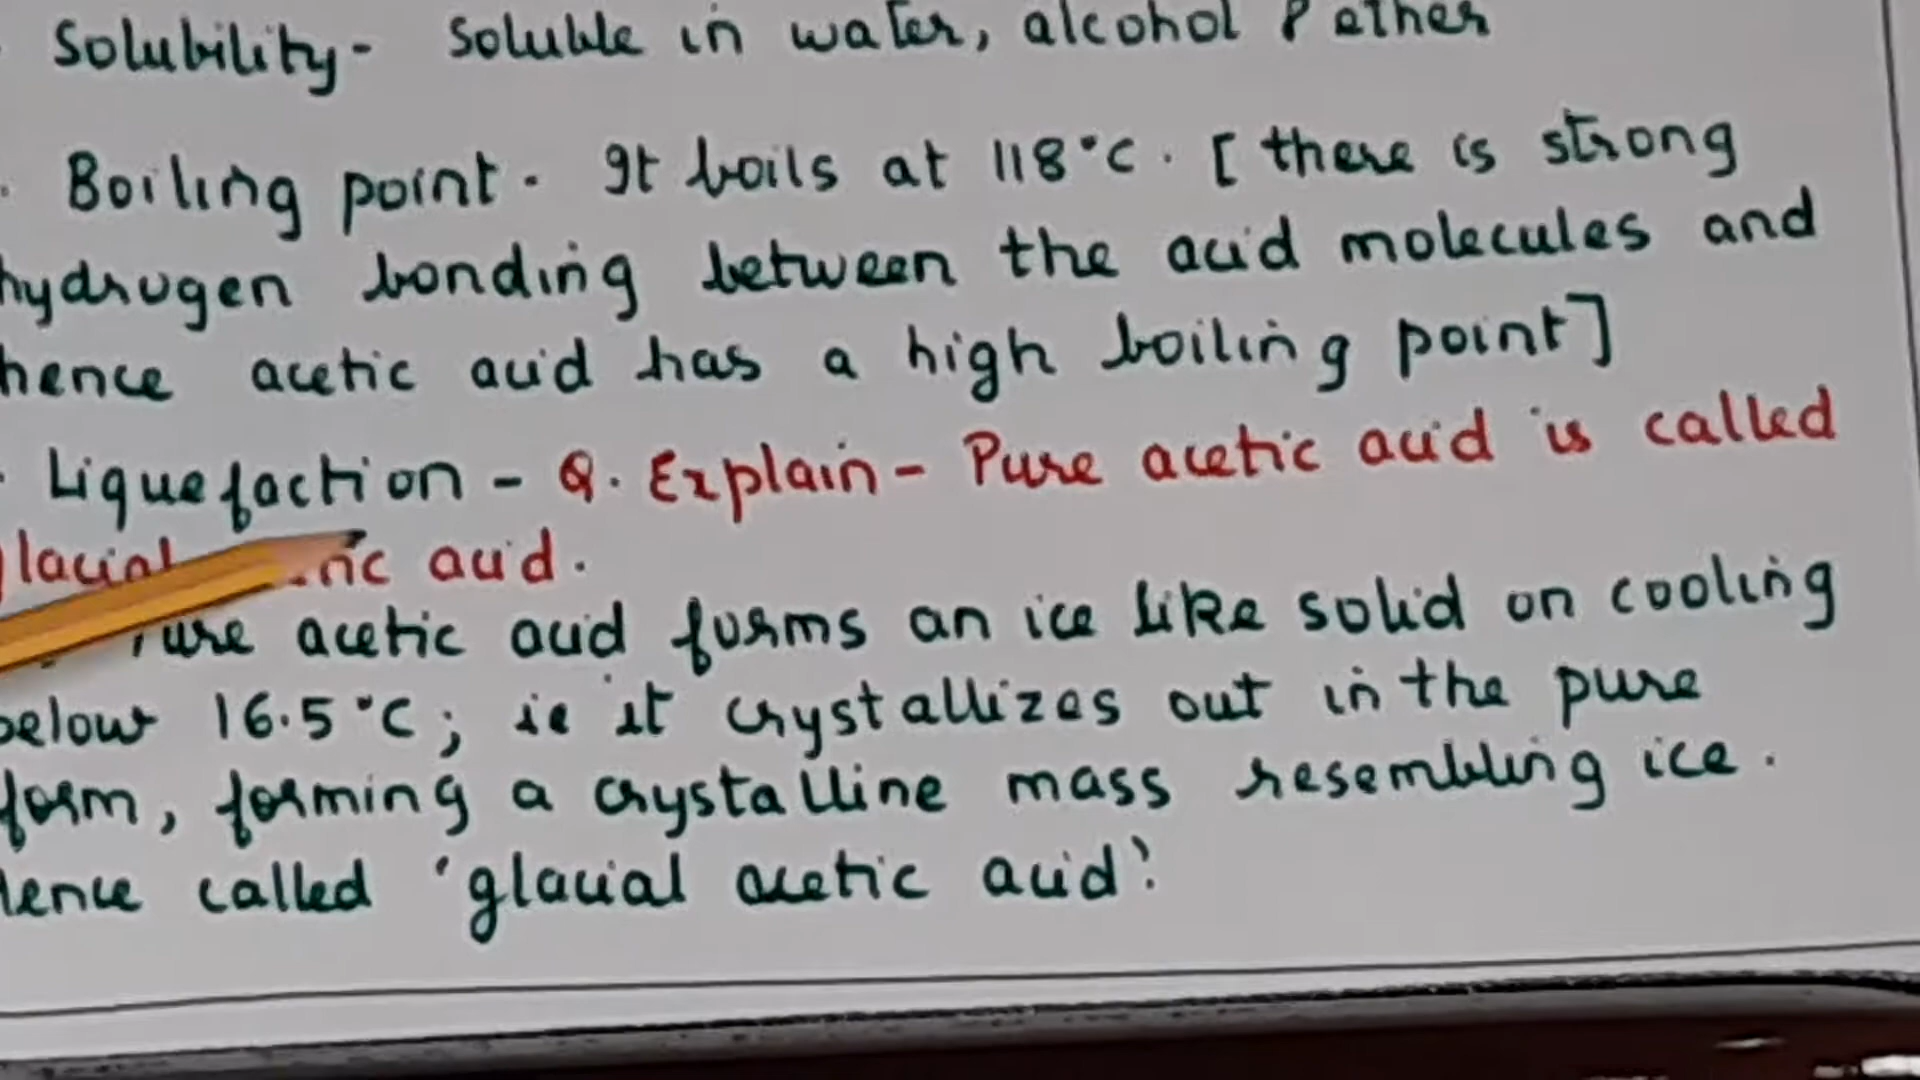 Solubility- Soluble in water, alcohol & ether
Boiling point. It boils at 118°C. [there is strong
hydrogen bonding between the acid molecules and
hence acetic acid has a high boiling point]
Liquefaction - Q. Explain- Pure acetic acid is called
acid.
Pure acetic acid forms an ice like solid on cooling
below 16.5°C; ie it crystallizes out in the pure
form, forming a crystalline mass resembling ice.
Hence called 'glacial acetic acid'.